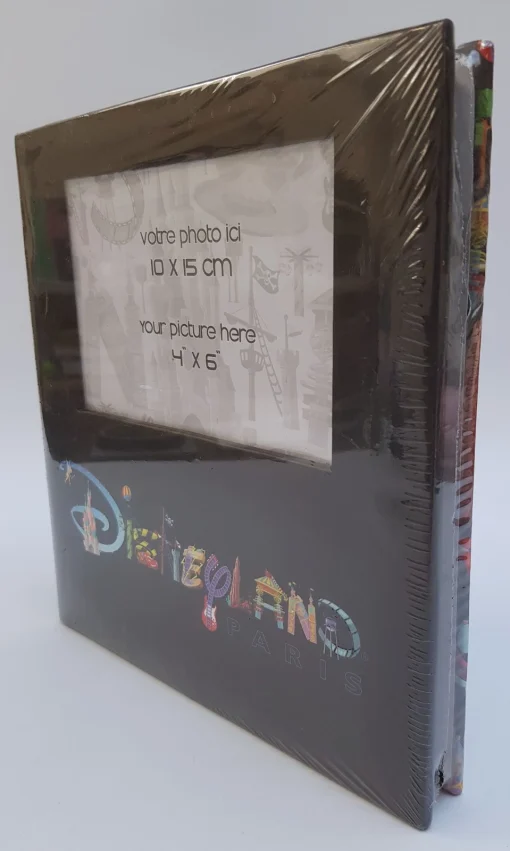 votre photo ici
10 X 15 cm
your picture here
4" X 6"
DisneyLAND
PARIS